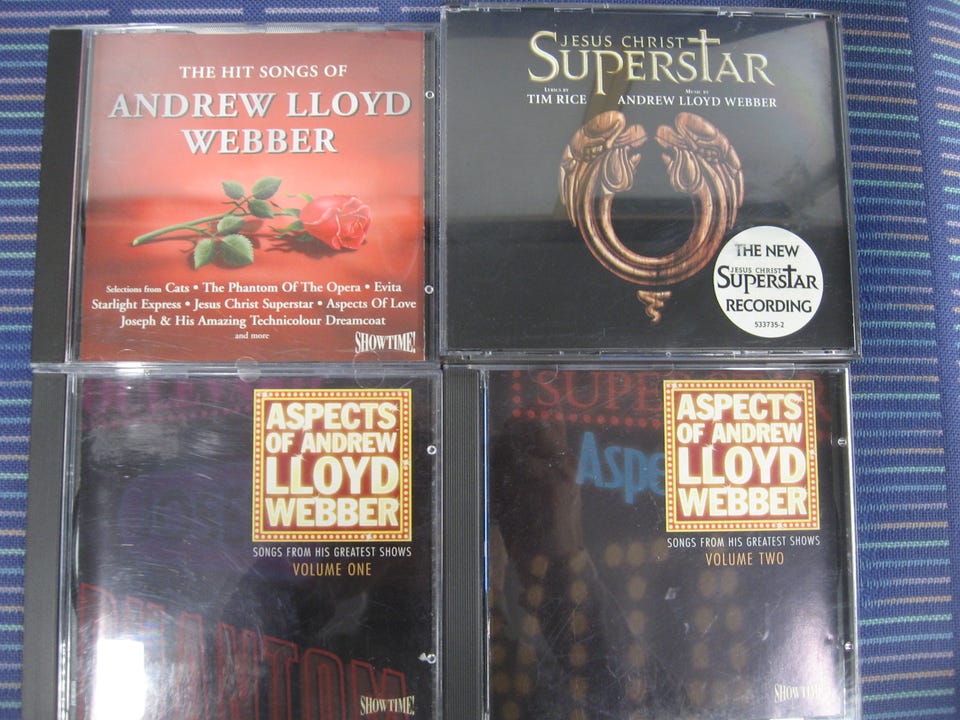 THE HIT SONGS OF
ANDREW LLOYD
WEBBER
Selections from Cats • The Phantom Of The Opera • Evita
Starlight Express • Jesus Christ Superstar • Aspects Of Love
Joseph & His Amazing Technicolour Dreamcoat
and more
SHOWTIME!
JESUS CHRIST
SUPERSTAR
LYRICS BY
TIM RICE
MUSIC BY
ANDREW LLOYD WEBBER
THE NEW
JESUS CHRIST
SUPERSTAR
RECORDING
533735-2
ASPECTS
OF ANDREW
LLOYD
WEBBER
SONGS FROM HIS GREATEST SHOWS
VOLUME ONE
PHANTOM
SHOWTIME!
SUPER
Aspe
ASPECTS
OF ANDREW
LLOYD
WEBBER
SONGS FROM HIS GREATEST SHOWS
VOLUME TWO
SHOWTIME!